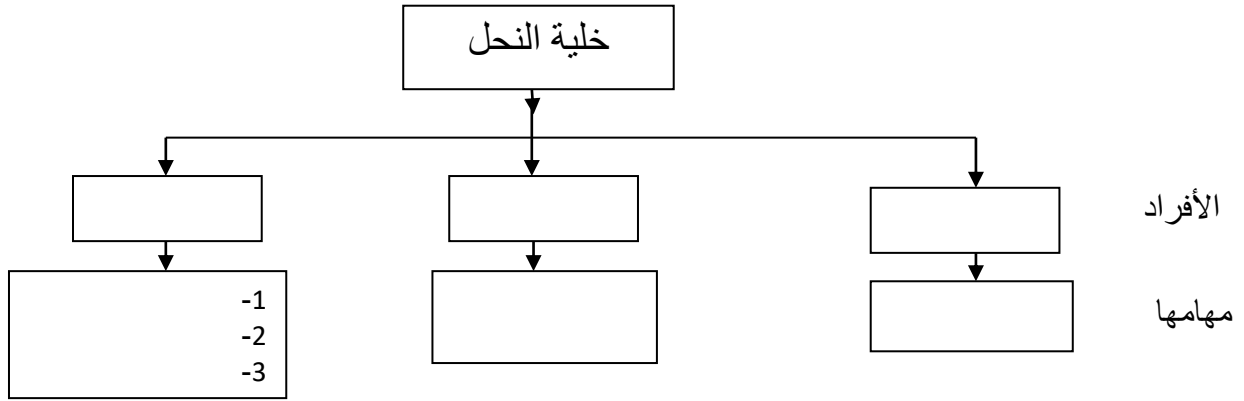 خلية النحل
الأفراد
مهامها
1-
2-
3-